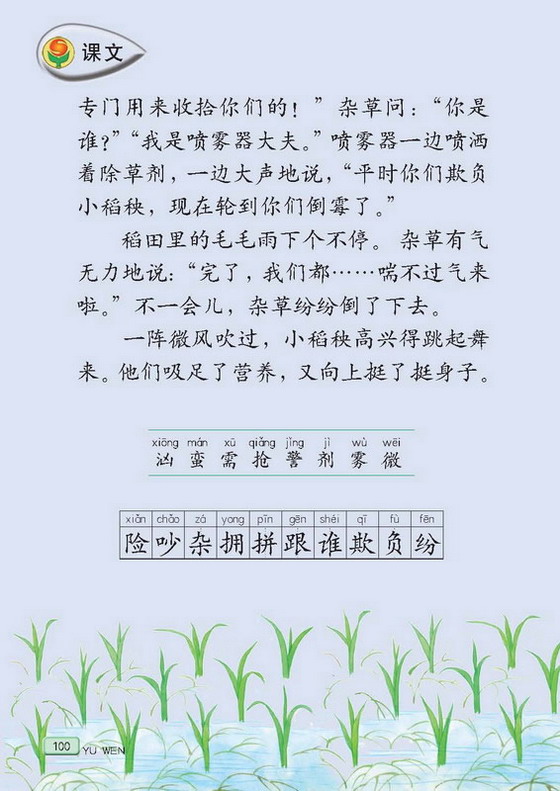 课文
专门用来收拾你们的！”杂草问：“你是
谁？”“我是喷雾器大夫。”喷雾器一边喷洒
着除草剂，一边大声地说，“平时你们欺负
小稻秧，现在轮到你们倒霉了。”
稻田里的毛毛雨下个不停。杂草有气
无力地说：“完了，我们都……喘不过气来
啦。”不一会儿，杂草纷纷倒了下去。
一阵微风吹过，小稻秧高兴得跳起舞
来。他们吸足了营养，又向上挺了挺身子。
xiōng mán xū qiǎng jǐng jì wù wēi
汹 蛮 需 抢 警 剂 雾 微
xiǎn chǎo zá yong pīn gēn shéi qī fù fēn
险 吵 杂 拥 拼 跟 谁 欺 负 纷
100 YU WEN